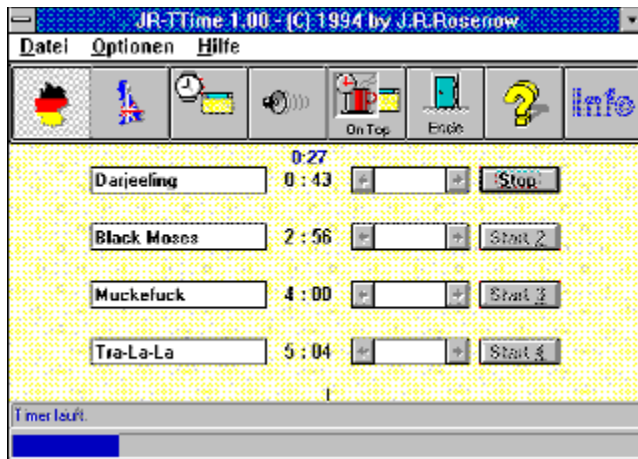 JR-TTime 1.00 - (C) 1994 by J.R.Rosenow
Datei Optionen Hilfe
On Top Ende Info
0:27
Darjeeling 0 : 43 Stop
Black Moses 2 : 56 Start 2
Muckefuck 4 : 00 Start 3
Tra-La-La 5 : 04 Start 4
Timer läuft.